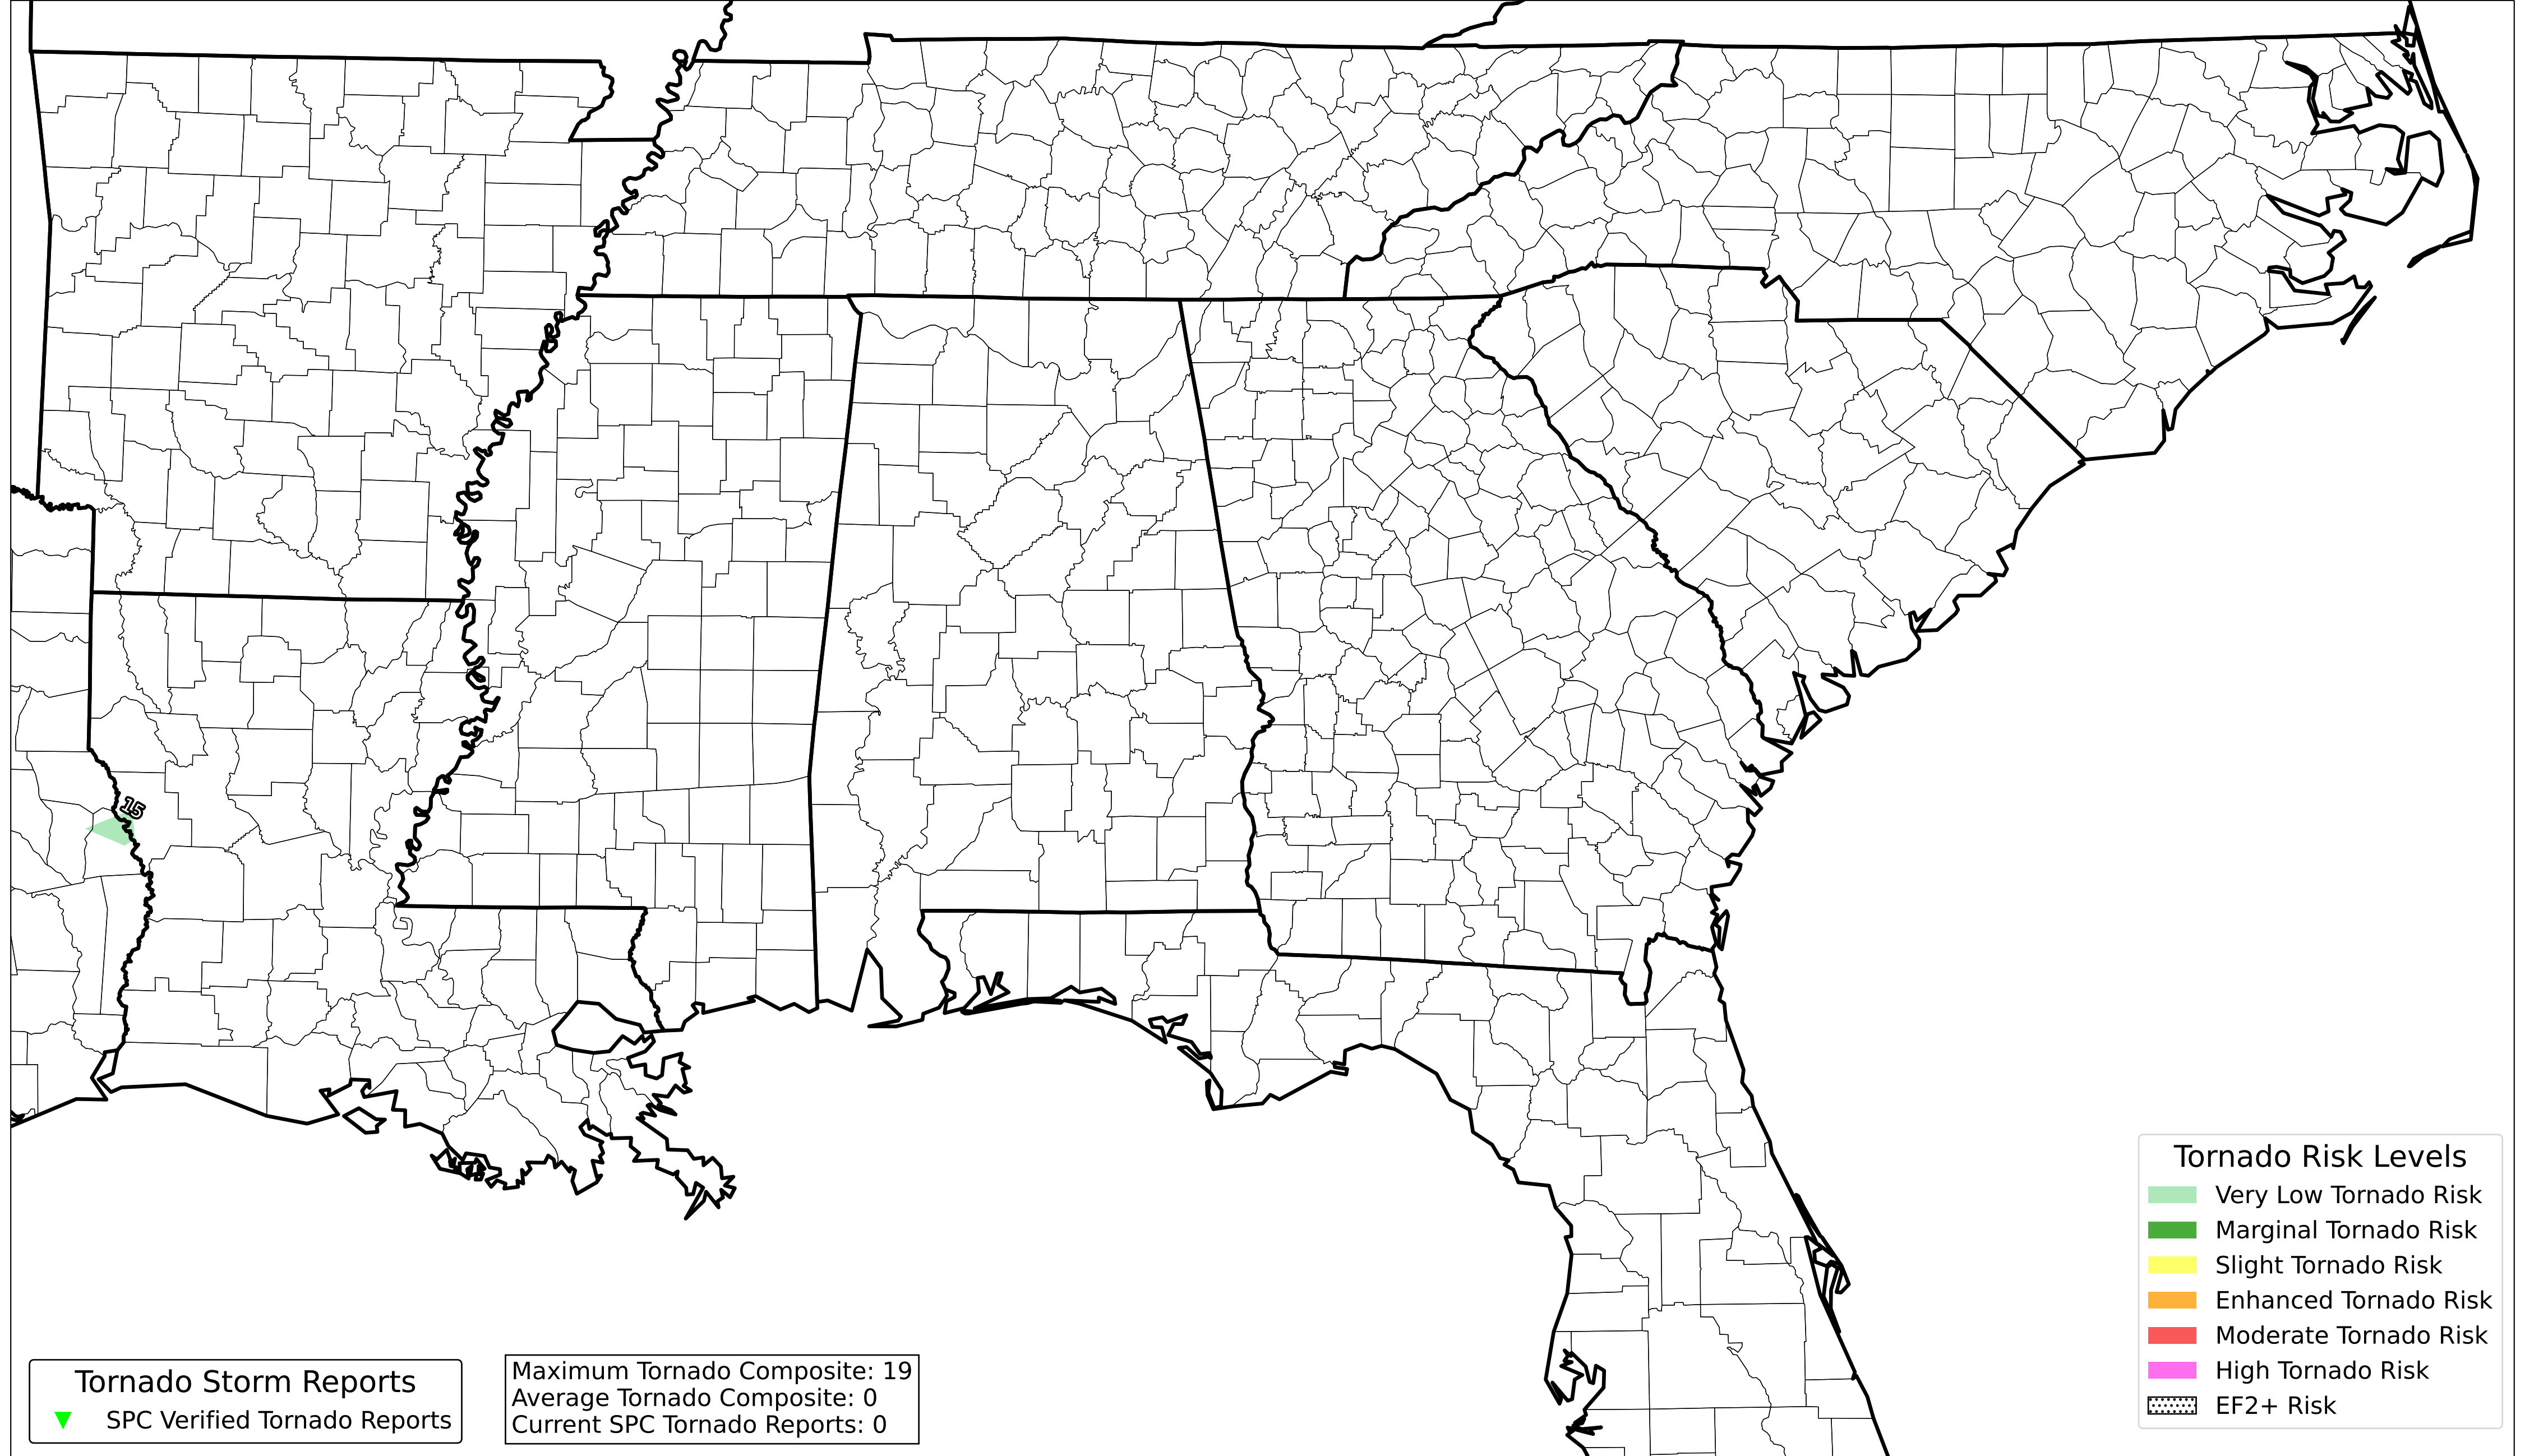 15
Tornado Risk Levels
Very Low Tornado Risk
Marginal Tornado Risk
Slight Tornado Risk
Enhanced Tornado Risk
Moderate Tornado Risk
High Tornado Risk
EF2+ Risk
Tornado Storm Reports
SPC Verified Tornado Reports
Maximum Tornado Composite: 19
Average Tornado Composite: 0
Current SPC Tornado Reports: 0